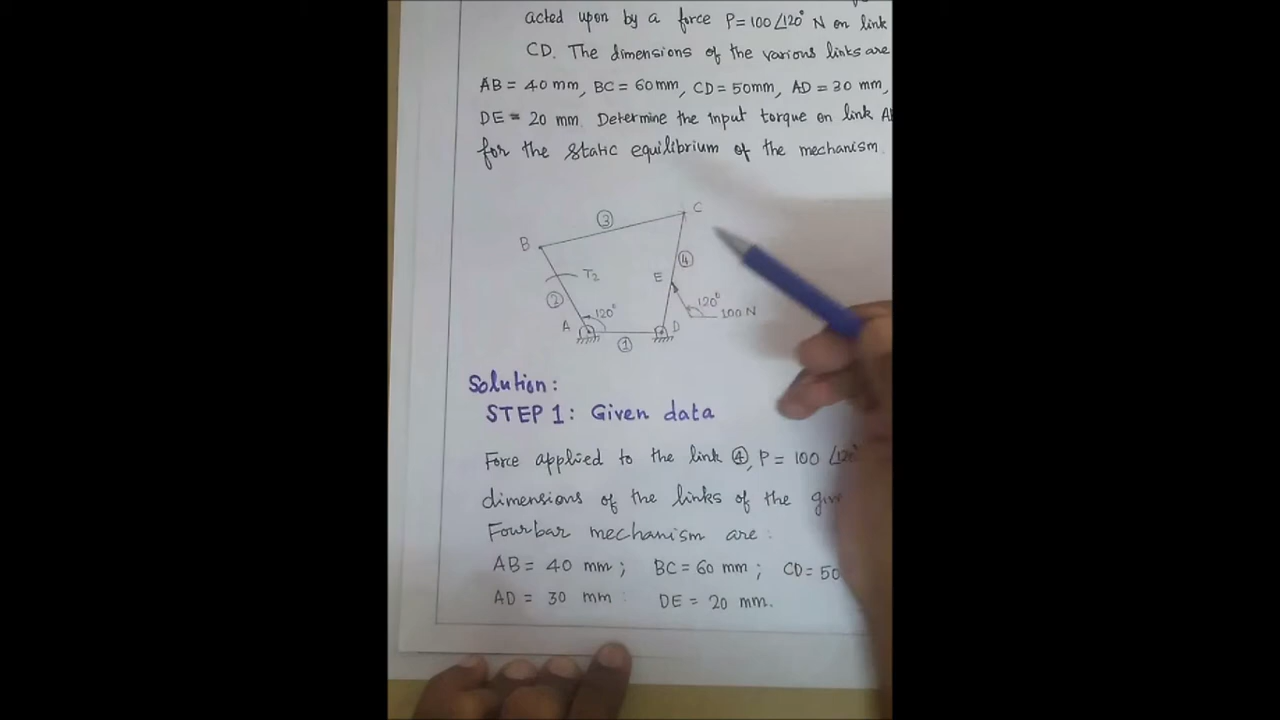 acted upon by a force P=100∠120° N on link
CD. The dimensions of the various links are
AB = 40 mm, BC = 60 mm, CD = 50mm, AD = 30 mm,
DE = 20 mm. Determine the input torque on link
for the static equilibrium of the mechanism.
C
③
B
④
T₂
E
②
120°
120°
100 N
A
D
①
Solution:
STEP 1: Given data
Force applied to the link ④, P = 100 ∠120°
dimensions of the links of the
Fourbar mechanism are :
AB = 40 mm ; BC = 60 mm ; CD = 50
AD = 30 mm : DE = 20 mm.